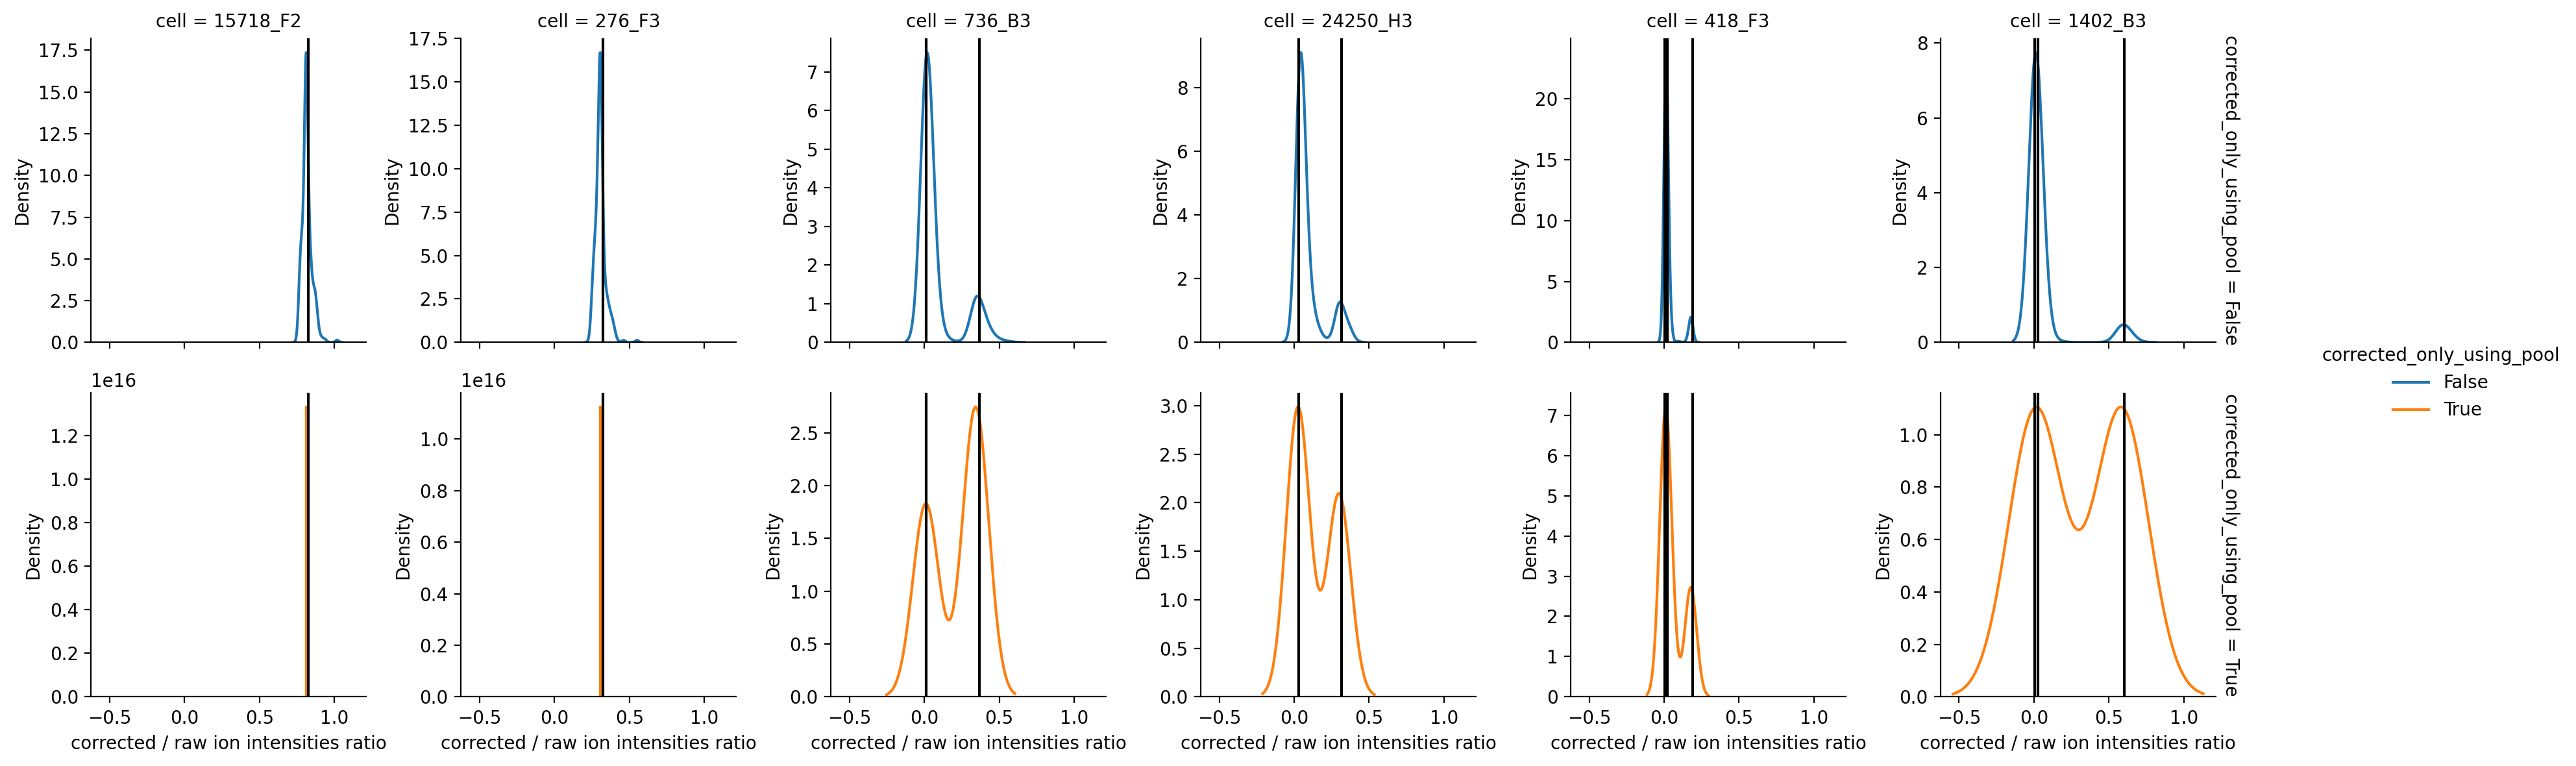 cell = 15718_F2
cell = 276_F3
cell = 736_B3
cell = 24250_H3
cell = 418_F3
cell = 1402_B3
17.5
15.0
12.5
10.0
7.5
5.0
2.5
0.0
Density
17.5
15.0
12.5
10.0
7.5
5.0
2.5
0.0
Density
7
6
5
4
3
2
1
0
Density
8
6
4
2
0
Density
20
15
10
5
0
Density
8
6
4
2
0
Density
corrected_only_using_pool = False
1e16
1.2
1.0
0.8
0.6
0.4
0.2
0.0
Density
−0.5 0.0 0.5 1.0
corrected / raw ion intensities ratio
1e16
1.0
0.8
0.6
0.4
0.2
0.0
Density
−0.5 0.0 0.5 1.0
corrected / raw ion intensities ratio
2.5
2.0
1.5
1.0
0.5
0.0
Density
−0.5 0.0 0.5 1.0
corrected / raw ion intensities ratio
3.0
2.5
2.0
1.5
1.0
0.5
0.0
Density
−0.5 0.0 0.5 1.0
corrected / raw ion intensities ratio
7
6
5
4
3
2
1
0
Density
−0.5 0.0 0.5 1.0
corrected / raw ion intensities ratio
1.0
0.8
0.6
0.4
0.2
0.0
Density
−0.5 0.0 0.5 1.0
corrected / raw ion intensities ratio
corrected_only_using_pool = True
corrected_only_using_pool
False
True